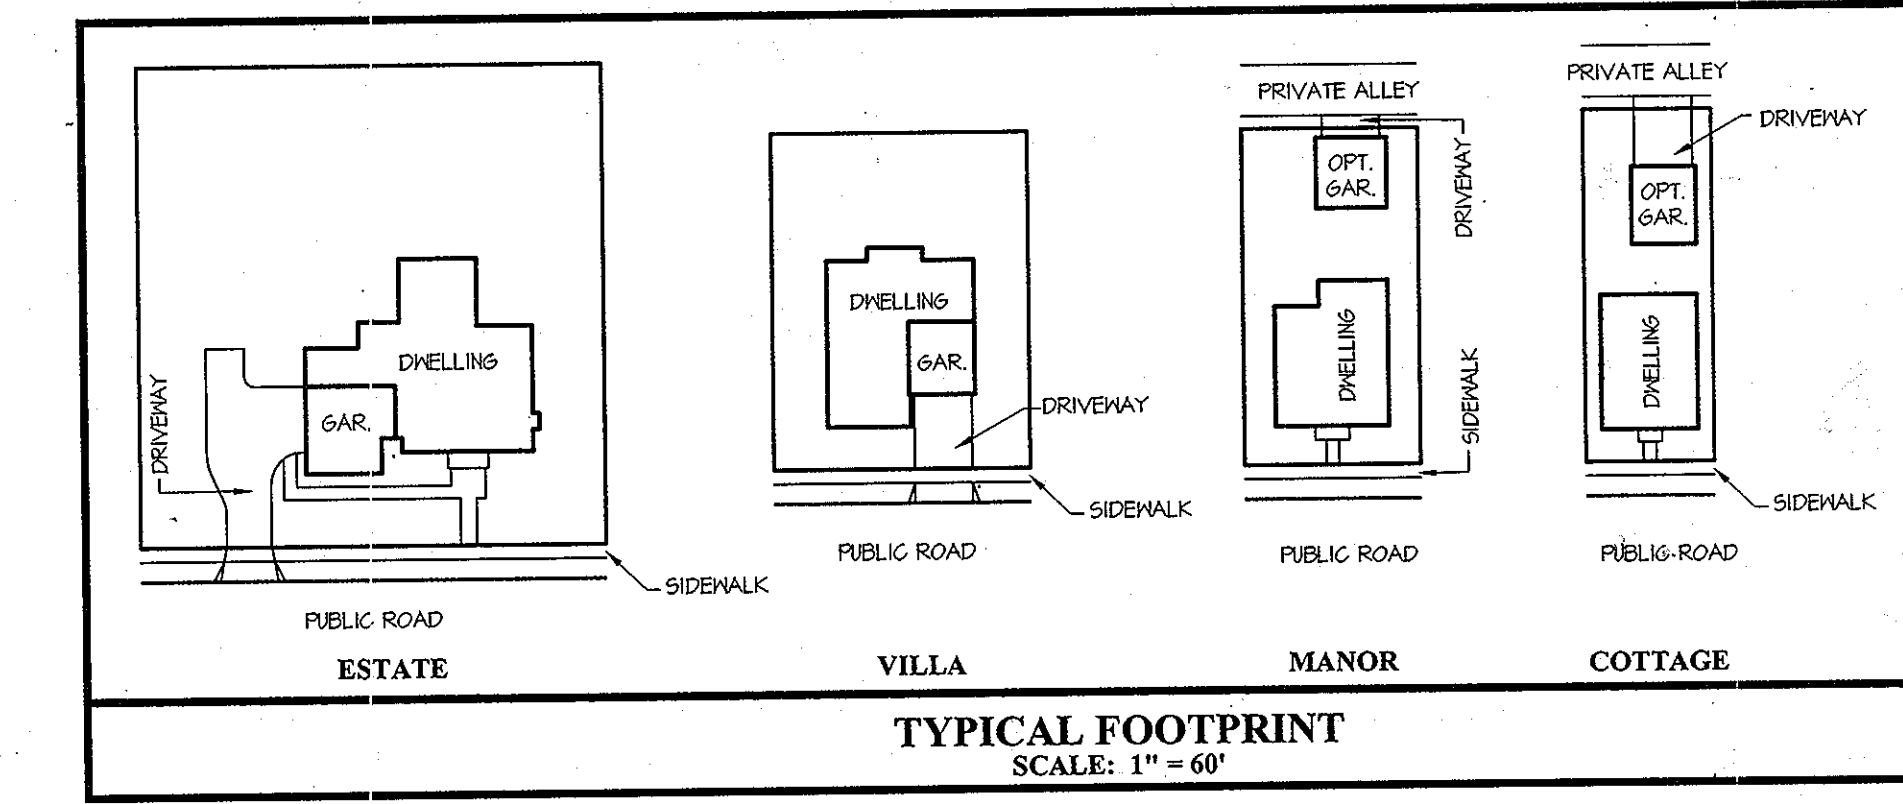 DWELLING
GAR.
DRIVEWAY
SIDEWALK
PUBLIC ROAD
ESTATE
DWELLING
GAR.
DRIVEWAY
SIDEWALK
PUBLIC ROAD
VILLA
PRIVATE ALLEY
DRIVEWAY
OPT.
GAR.
DWELLING
SIDEWALK
PUBLIC ROAD
MANOR
PRIVATE ALLEY
DRIVEWAY
OPT.
GAR.
DWELLING
SIDEWALK
PUBLIC ROAD
COTTAGE
TYPICAL FOOTPRINT
SCALE: 1" = 60'